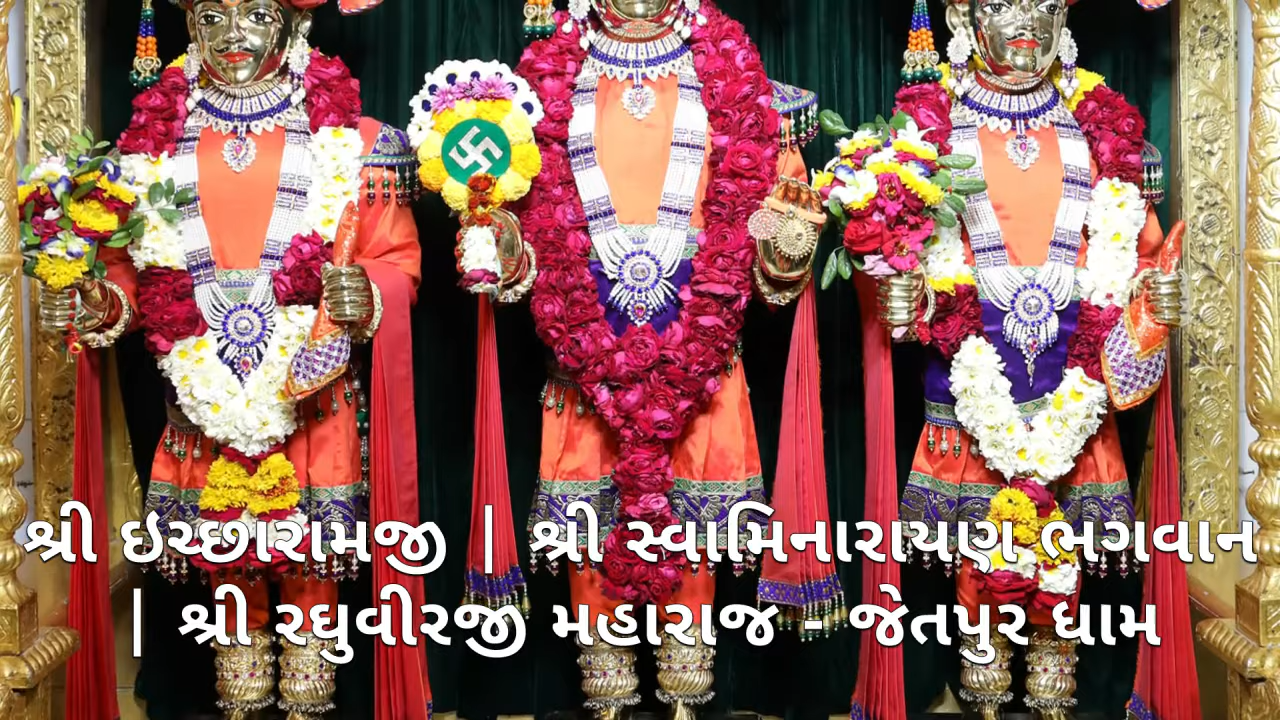 શ્રી ઇચ્છારામજી | શ્રી સ્વામિનારાયણ ભગવાન
| શ્રી રઘુવીરજી મહારાજ - જેતપુર ધામ